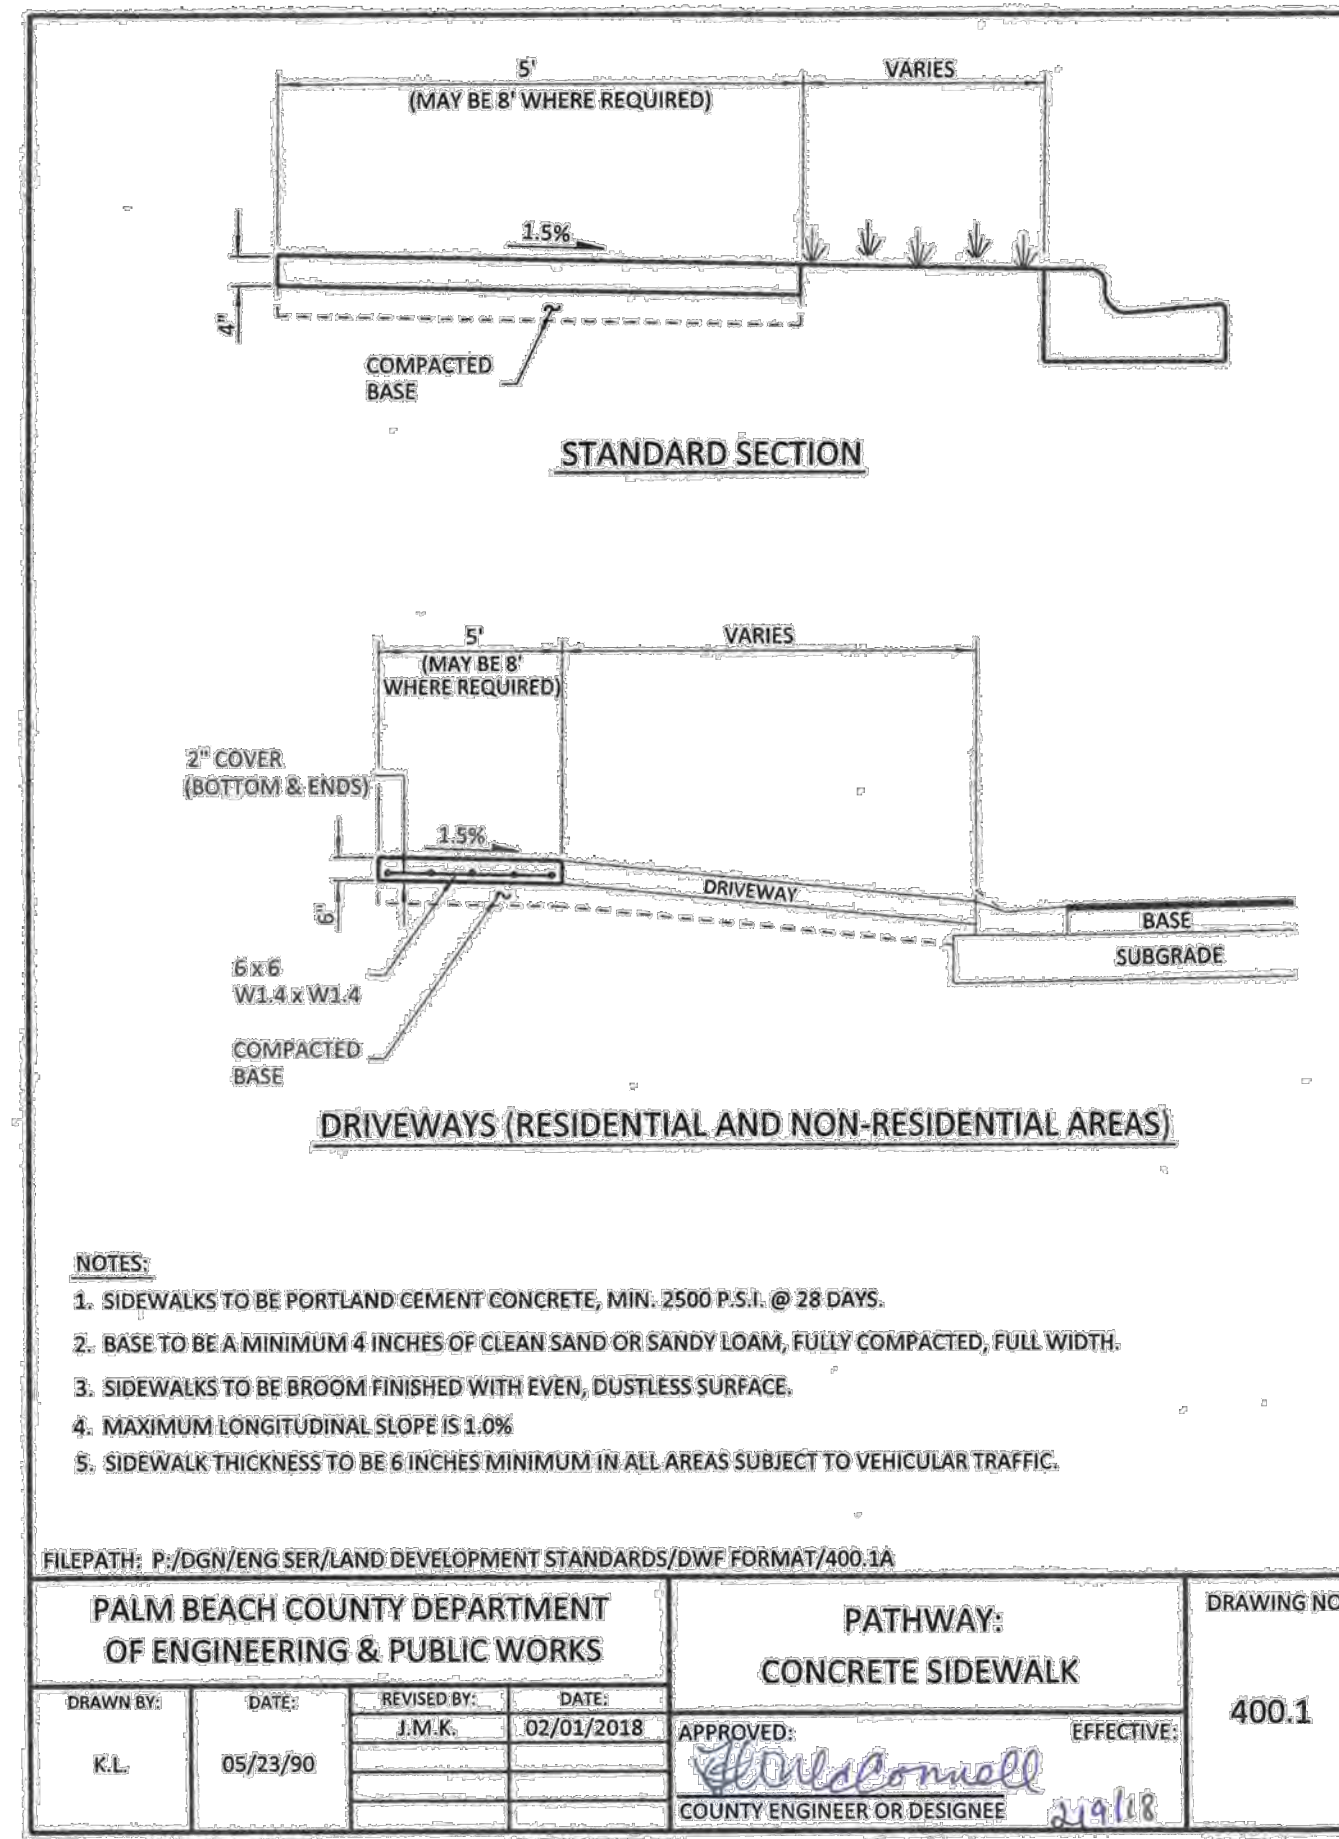 5'
VARIES
(MAY BE 8' WHERE REQUIRED)
1.5%
4"
COMPACTED
BASE
STANDARD SECTION
5'
VARIES
(MAY BE 8'
WHERE REQUIRED)
2" COVER
(BOTTOM & ENDS)
1.5%
6"
DRIVEWAY
BASE
SUBGRADE
6 x 6
W1.4 x W1.4
COMPACTED
BASE
DRIVEWAYS (RESIDENTIAL AND NON-RESIDENTIAL AREAS)
NOTES:
1. SIDEWALKS TO BE PORTLAND CEMENT CONCRETE, MIN. 2500 P.S.I. @ 28 DAYS.
2. BASE TO BE A MINIMUM 4 INCHES OF CLEAN SAND OR SANDY LOAM, FULLY COMPACTED, FULL WIDTH.
3. SIDEWALKS TO BE BROOM FINISHED WITH EVEN, DUSTLESS SURFACE.
4. MAXIMUM LONGITUDINAL SLOPE IS 1.0%
5. SIDEWALK THICKNESS TO BE 6 INCHES MINIMUM IN ALL AREAS SUBJECT TO VEHICULAR TRAFFIC.
FILEPATH: P:/DGN/ENG SER/LAND DEVELOPMENT STANDARDS/DWF FORMAT/400.1A
PALM BEACH COUNTY DEPARTMENT
OF ENGINEERING & PUBLIC WORKS
DRAWN BY:
K.L.
DATE:
05/23/90
REVISED BY:
J.M.K.
DATE:
02/01/2018
PATHWAY:
CONCRETE SIDEWALK
APPROVED:
EFFECTIVE:
COUNTY ENGINEER OR DESIGNEE
2/9/18
DRAWING NO
400.1